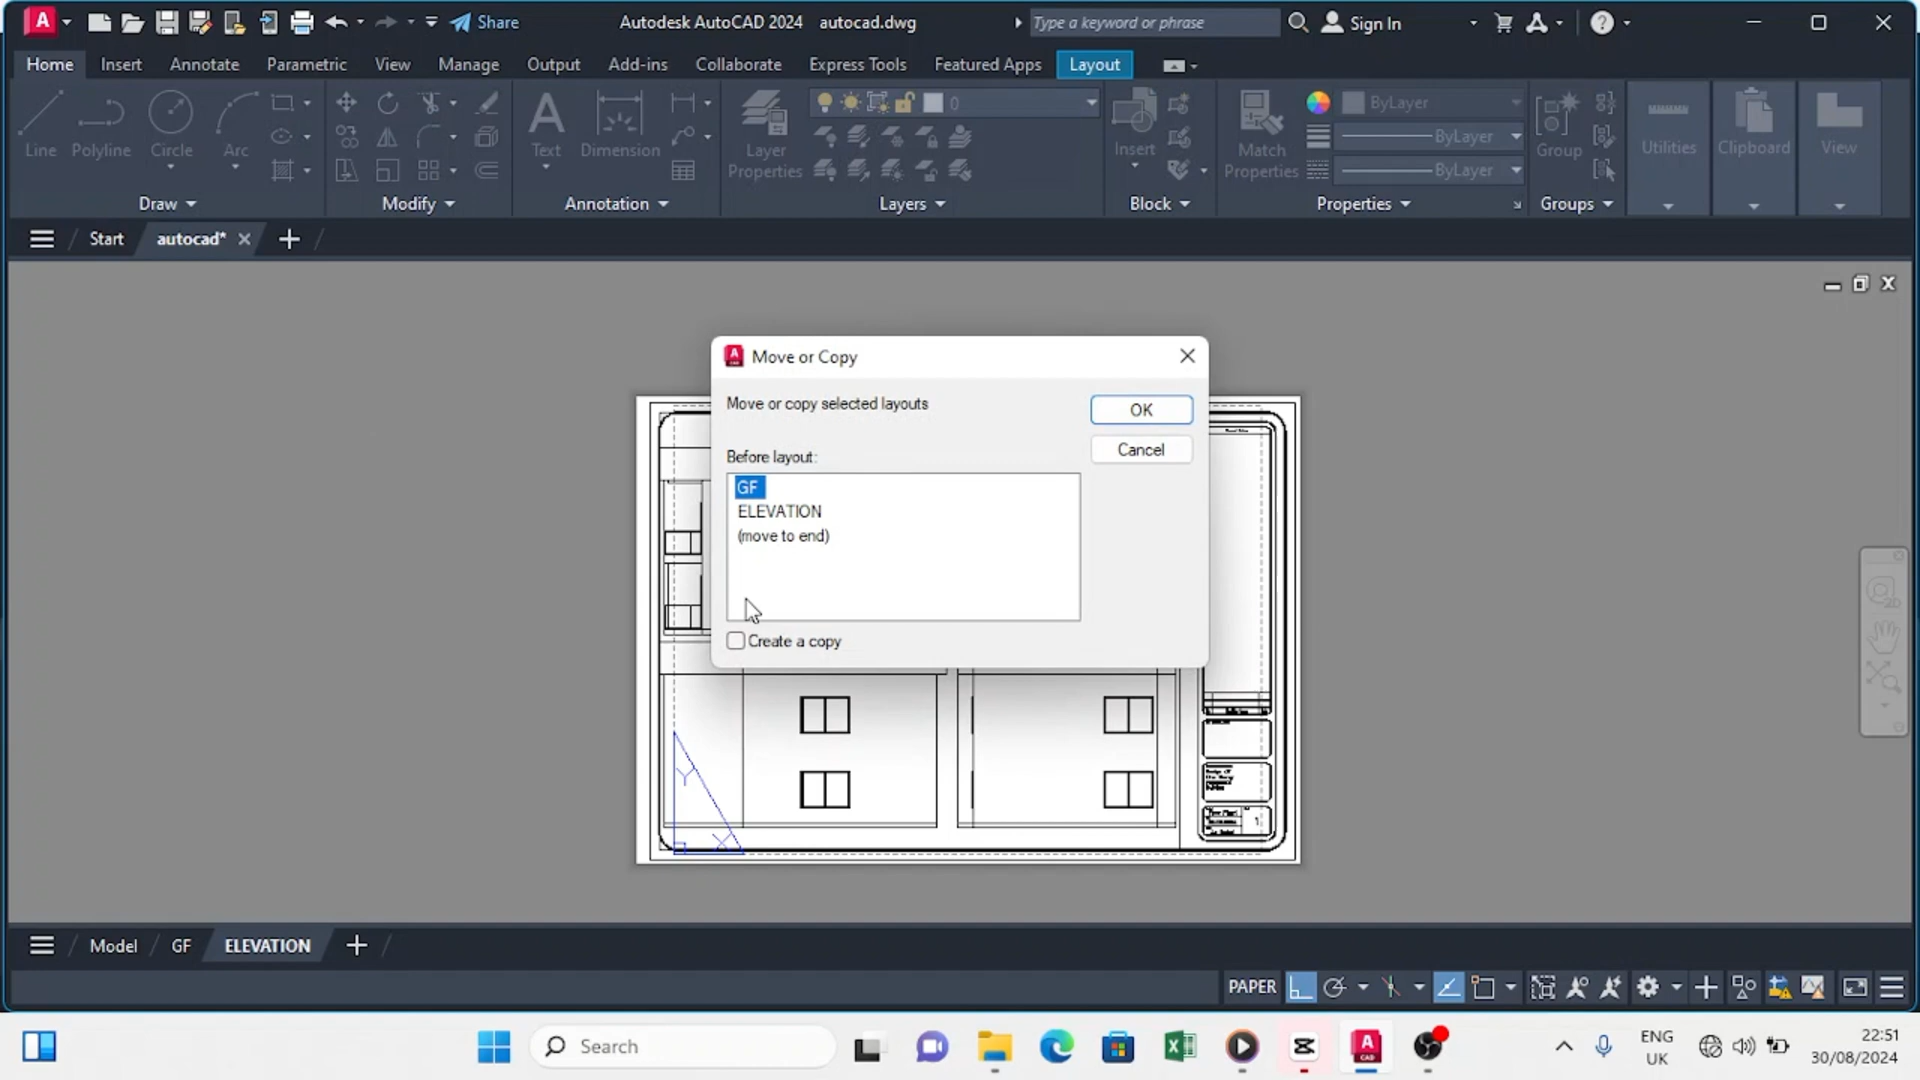 Share
Autodesk AutoCAD 2024 autocad.dwg
Type a keyword or phrase
Sign In
Home Insert Annotate Parametric View Manage Output Add-ins Collaborate Express Tools Featured Apps Layout
Line Polyline Circle Arc
Text Dimension
Layer Properties
0
Insert
Match Properties
ByLayer
ByLayer
ByLayer
Group
Utilities
Clipboard
View
Draw Modify Annotation Layers Block Properties Groups
Start autocad*
Move or Copy
Move or copy selected layouts
OK
Cancel
Before layout:
GF
ELEVATION
(move to end)
Create a copy
Y
X
1
Model GF ELEVATION
PAPER
Search
ENG
UK
22:51
30/08/2024